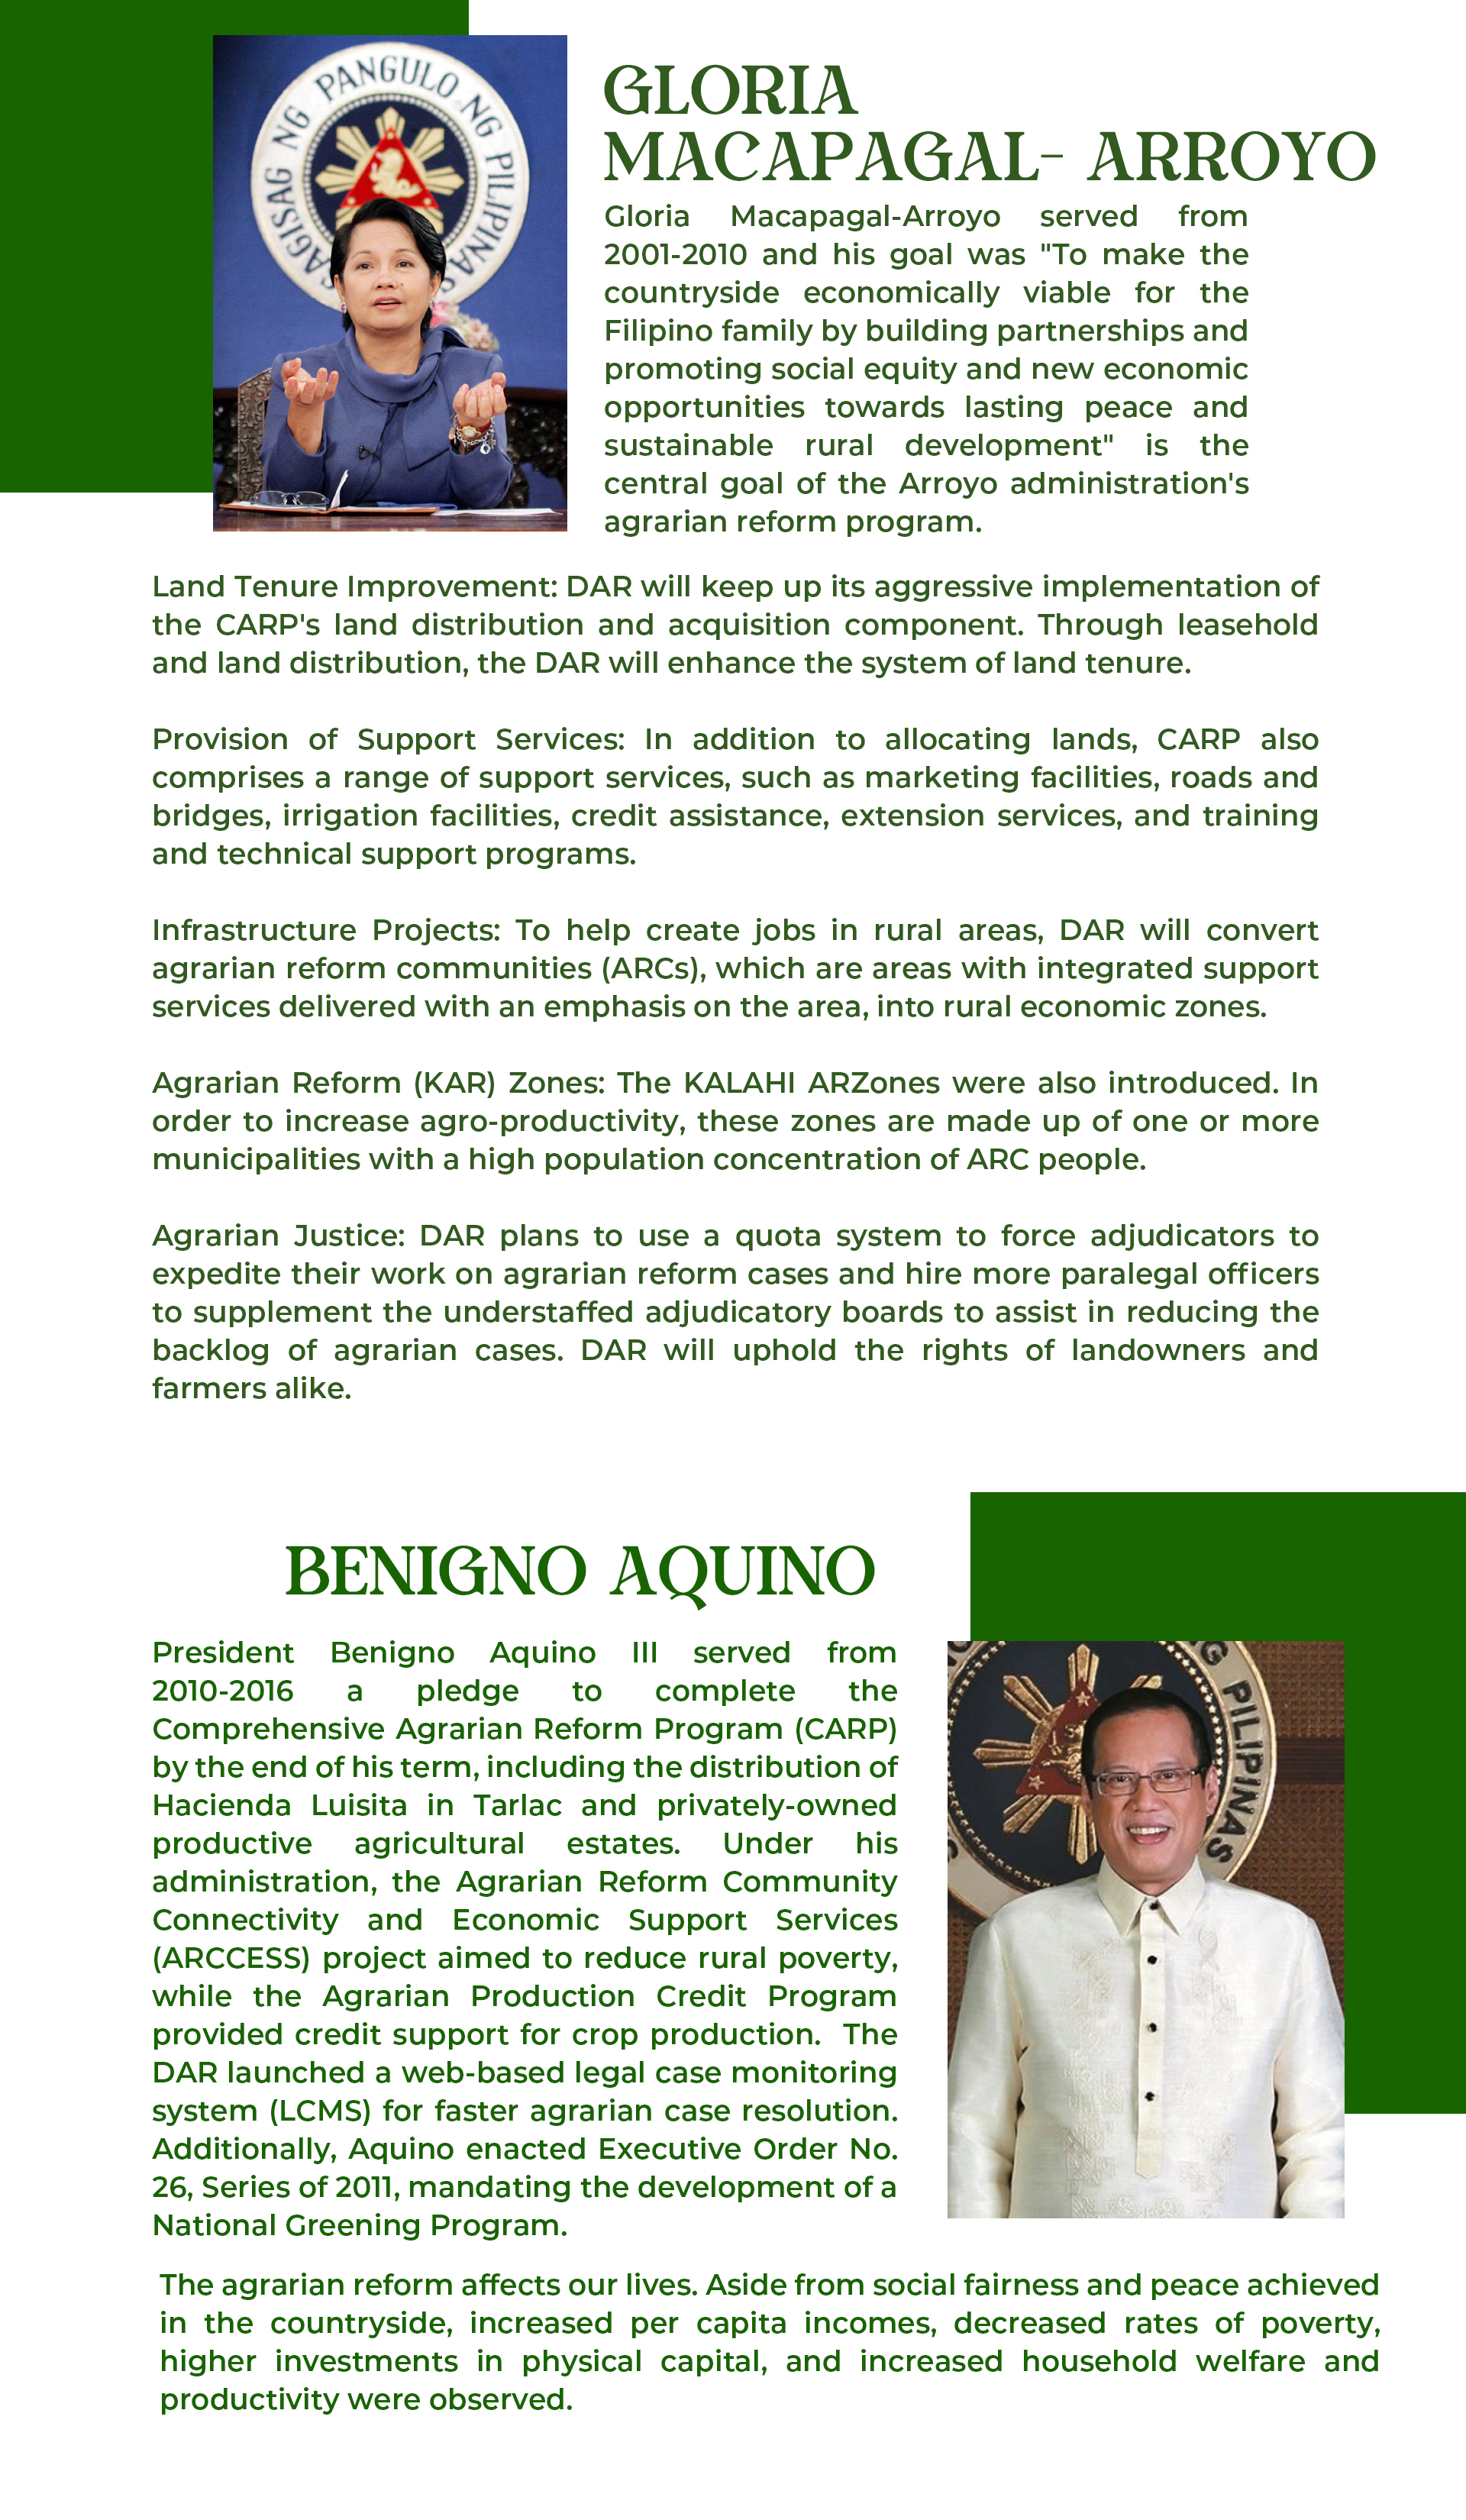 AGISAG NG PANGULO NG PILIPINAS
GLORIA
MACAPAGAL- ARROYO
Gloria Macapagal-Arroyo served from
2001-2010 and his goal was "To make the
countryside economically viable for the
Filipino family by building partnerships and
promoting social equity and new economic
opportunities towards lasting peace and
sustainable rural development" is the
central goal of the Arroyo administration's
agrarian reform program.
Land Tenure Improvement: DAR will keep up its aggressive implementation of
the CARP's land distribution and acquisition component. Through leasehold
and land distribution, the DAR will enhance the system of land tenure.
Provision of Support Services: In addition to allocating lands, CARP also
comprises a range of support services, such as marketing facilities, roads and
bridges, irrigation facilities, credit assistance, extension services, and training
and technical support programs.
Infrastructure Projects: To help create jobs in rural areas, DAR will convert
agrarian reform communities (ARCs), which are areas with integrated support
services delivered with an emphasis on the area, into rural economic zones.
Agrarian Reform (KAR) Zones: The KALAHI ARZones were also introduced. In
order to increase agro-productivity, these zones are made up of one or more
municipalities with a high population concentration of ARC people.
Agrarian Justice: DAR plans to use a quota system to force adjudicators to
expedite their work on agrarian reform cases and hire more paralegal officers
to supplement the understaffed adjudicatory boards to assist in reducing the
backlog of agrarian cases. DAR will uphold the rights of landowners and
farmers alike.
BENIGNO AQUINO
President Benigno Aquino III served from
2010-2016 a pledge to complete the
Comprehensive Agrarian Reform Program (CARP)
by the end of his term, including the distribution of
Hacienda Luisita in Tarlac and privately-owned
productive agricultural estates. Under his
administration, the Agrarian Reform Community
Connectivity and Economic Support Services
(ARCCESS) project aimed to reduce rural poverty,
while the Agrarian Production Credit Program
provided credit support for crop production. The
DAR launched a web-based legal case monitoring
system (LCMS) for faster agrarian case resolution.
Additionally, Aquino enacted Executive Order No.
26, Series of 2011, mandating the development of a
National Greening Program.
NG PILIPINAS
The agrarian reform affects our lives. Aside from social fairness and peace achieved
in the countryside, increased per capita incomes, decreased rates of poverty,
higher investments in physical capital, and increased household welfare and
productivity were observed.